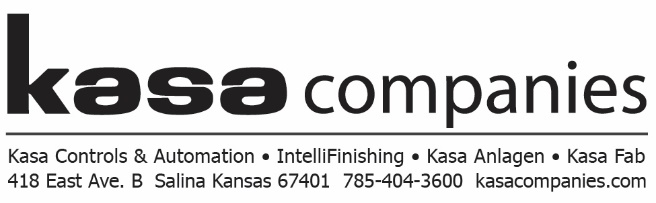 kasa companies
Kasa Controls & Automation • IntelliFinishing • Kasa Anlagen • Kasa Fab
418 East Ave. B Salina Kansas 67401 785-404-3600 kasacompanies.com